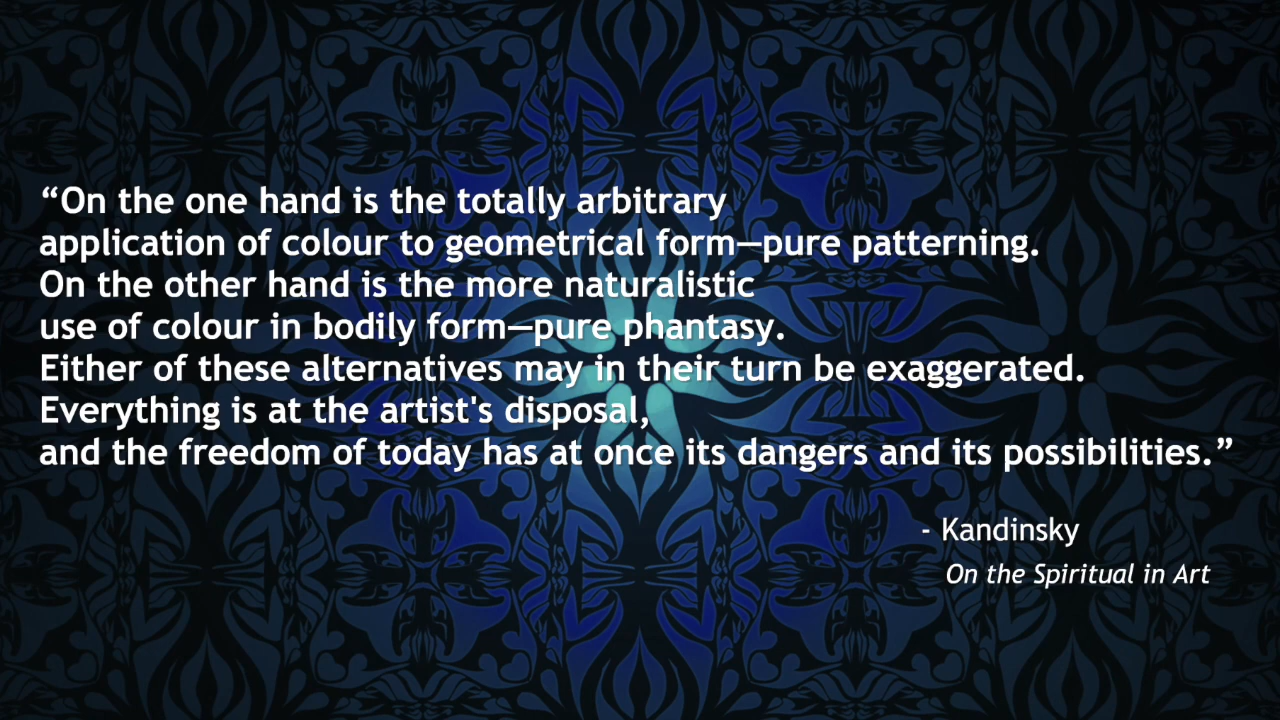 “On the one hand is the totally arbitrary
application of colour to geometrical form—pure patterning.
On the other hand is the more naturalistic
use of colour in bodily form—pure phantasy.
Either of these alternatives may in their turn be exaggerated.
Everything is at the artist's disposal,
and the freedom of today has at once its dangers and its possibilities.”
- Kandinsky
On the Spiritual in Art